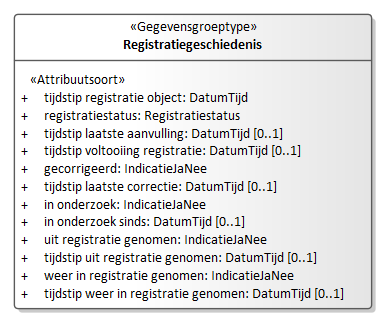 «Gegevensgroeptype»
Registratiegeschiedenis
«Attribuutsoort»
+ tijdstip registratie object: DatumTijd
+ registratiestatus: Registratiestatus
+ tijdstip laatste aanvulling: DatumTijd [0..1]
+ tijdstip voltooiing registratie: DatumTijd [0..1]
+ gecorrigeerd: IndicatieJaNee
+ tijdstip laatste correctie: DatumTijd [0..1]
+ in onderzoek: IndicatieJaNee
+ in onderzoek sinds: DatumTijd [0..1]
+ uit registratie genomen: IndicatieJaNee
+ tijdstip uit registratie genomen: DatumTijd [0..1]
+ weer in registratie genomen: IndicatieJaNee
+ tijdstip weer in registratie genomen: DatumTijd [0..1]